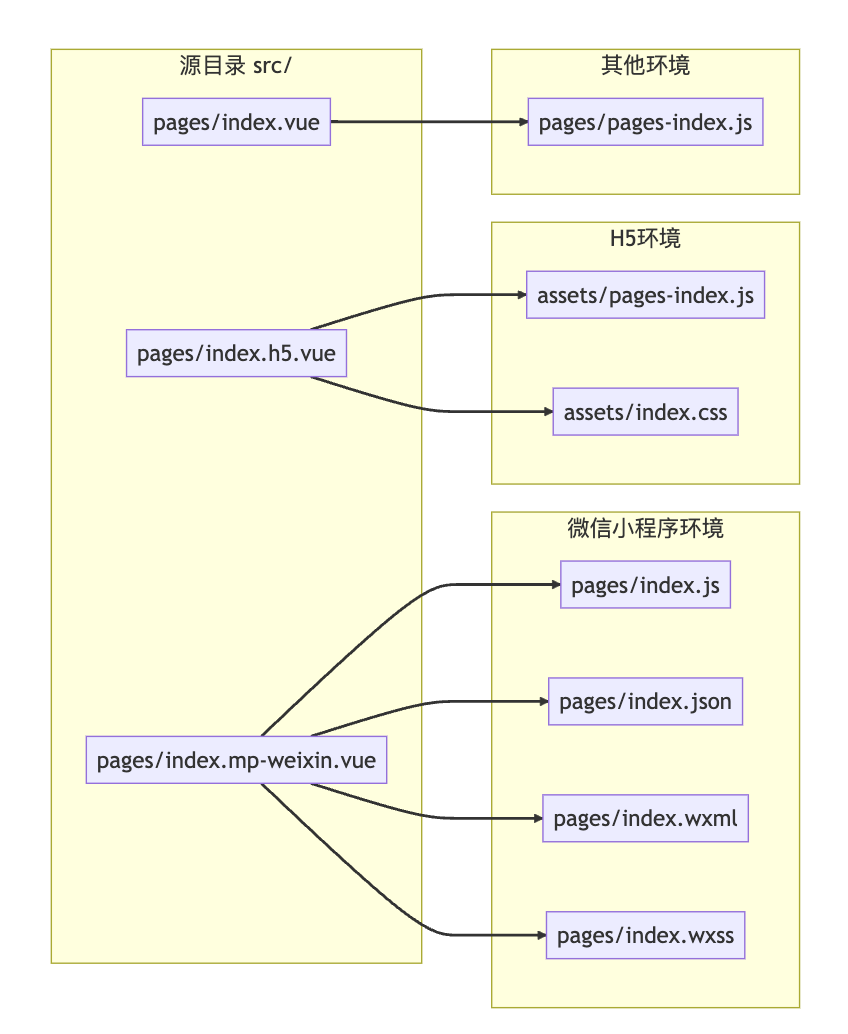 源目录 src/
pages/index.vue
pages/index.h5.vue
pages/index.mp-weixin.vue
其他环境
pages/pages-index.js
H5环境
assets/pages-index.js
assets/index.css
微信小程序环境
pages/index.js
pages/index.json
pages/index.wxml
pages/index.wxss